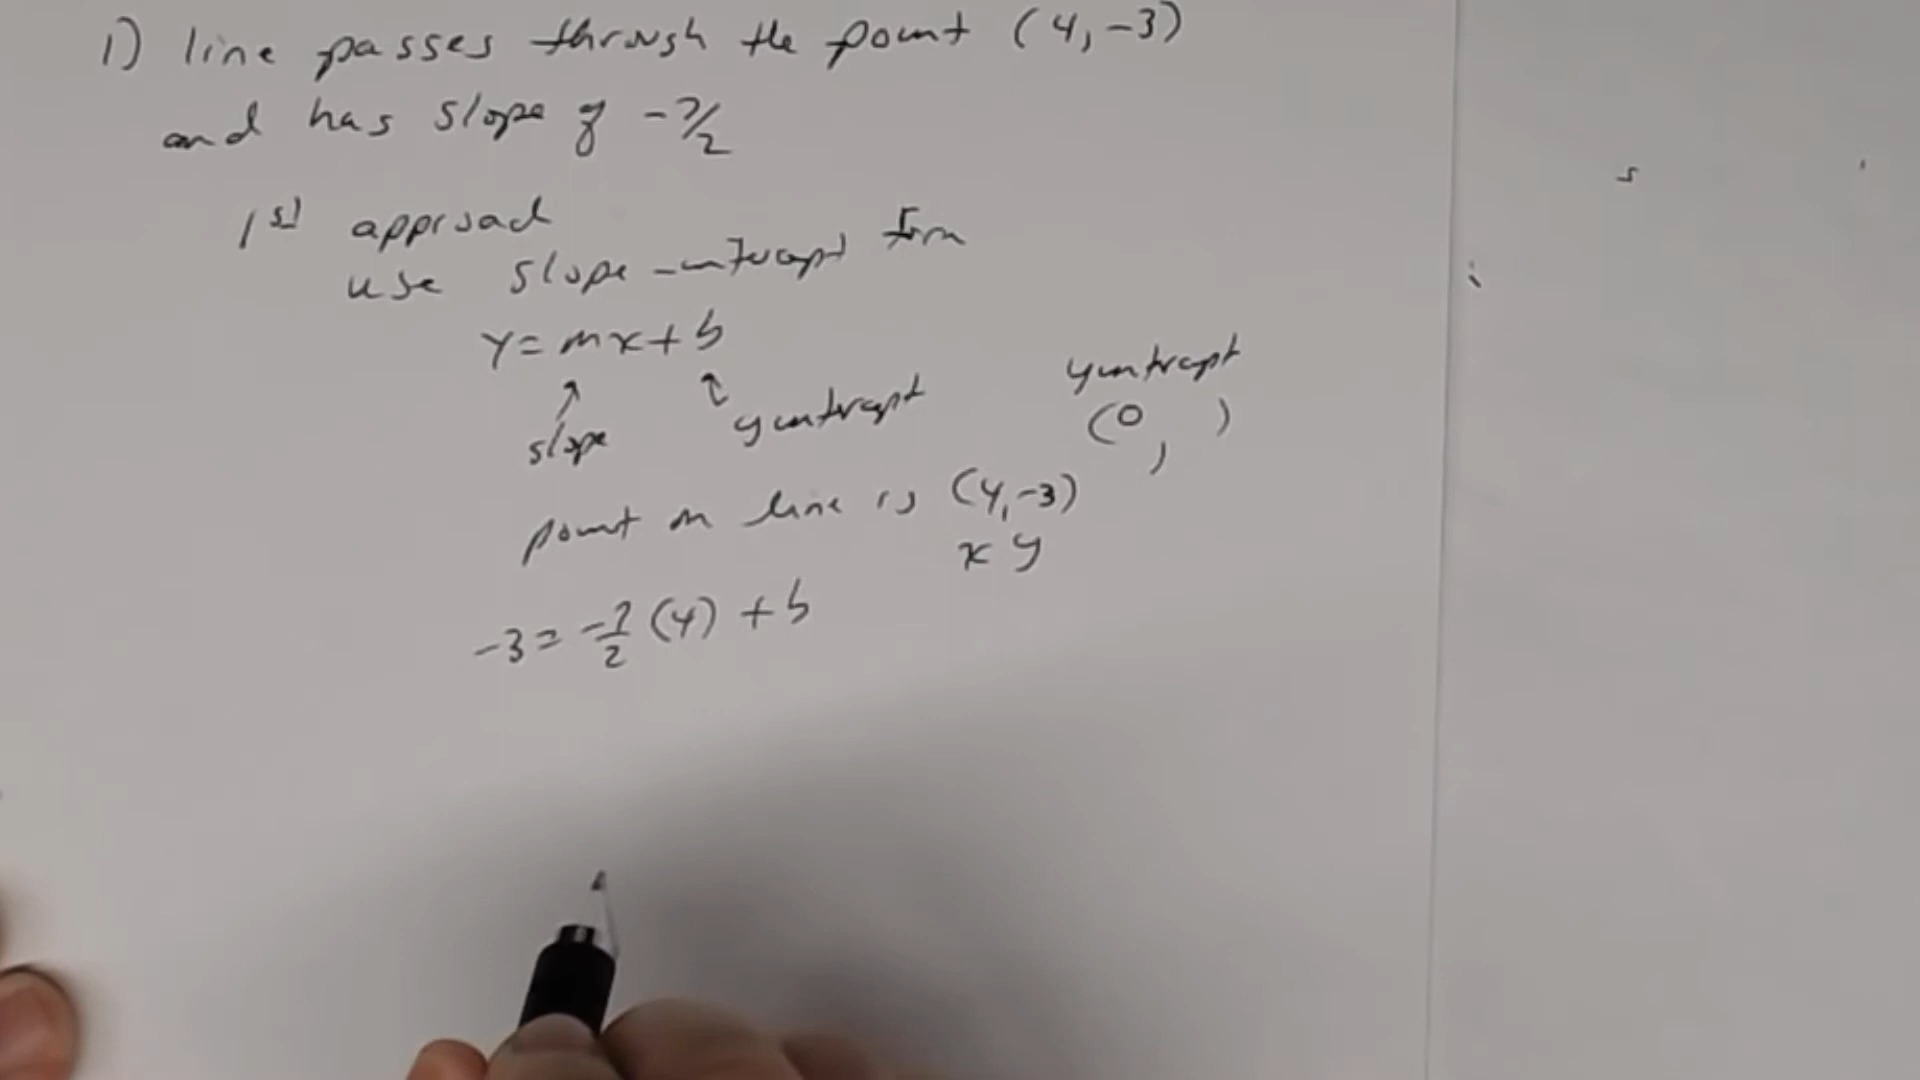 1) line passes through the point (4, -3)
and has slope of -7/2
1st approach
use slope-intercept form
y = mx + b
slope
y intercept
y intercept
(0, )
point on line is (4, -3)
x y
-3 = -7/2 (4) + b